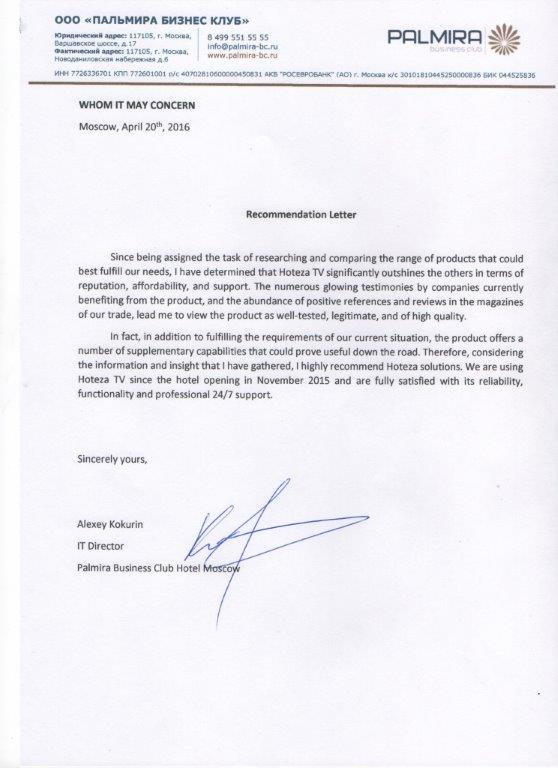 ООО «ПАЛЬМИРА БИЗНЕС КЛУБ»
Юридический адрес: 117105, г. Москва,
Варшавское шоссе, д.17
Фактический адрес: 117105, г. Москва,
Новоданиловская набережная д.6
8 499 551 55 55
info@palmira-bc.ru
www.palmira-bc.ru
PALMIRA
business club
ИНН 7726336701 КПП 772601001 р/с 40702810600000450831 АКБ "РОСЕВРОБАНК" (АО) г. Москва к/с 30101810445250000836 БИК 044525836
WHOM IT MAY CONCERN
Moscow, April 20th, 2016
Recommendation Letter
Since being assigned the task of researching and comparing the range of products that could
best fulfill our needs, I have determined that Hoteza TV significantly outshines the others in terms of
reputation, affordability, and support. The numerous glowing testimonies by companies currently
benefiting from the product, and the abundance of positive references and reviews in the magazines
of our trade, lead me to view the product as well-tested, legitimate, and of high quality.
In fact, in addition to fulfilling the requirements of our current situation, the product offers a
number of supplementary capabilities that could prove useful down the road. Therefore, considering
the information and insight that I have gathered, I highly recommend Hoteza solutions. We are using
Hoteza TV since the hotel opening in November 2015 and are fully satisfied with its reliability,
functionality and professional 24/7 support.
Sincerely yours,
Alexey Kokurin
IT Director
Palmira Business Club Hotel Moscow